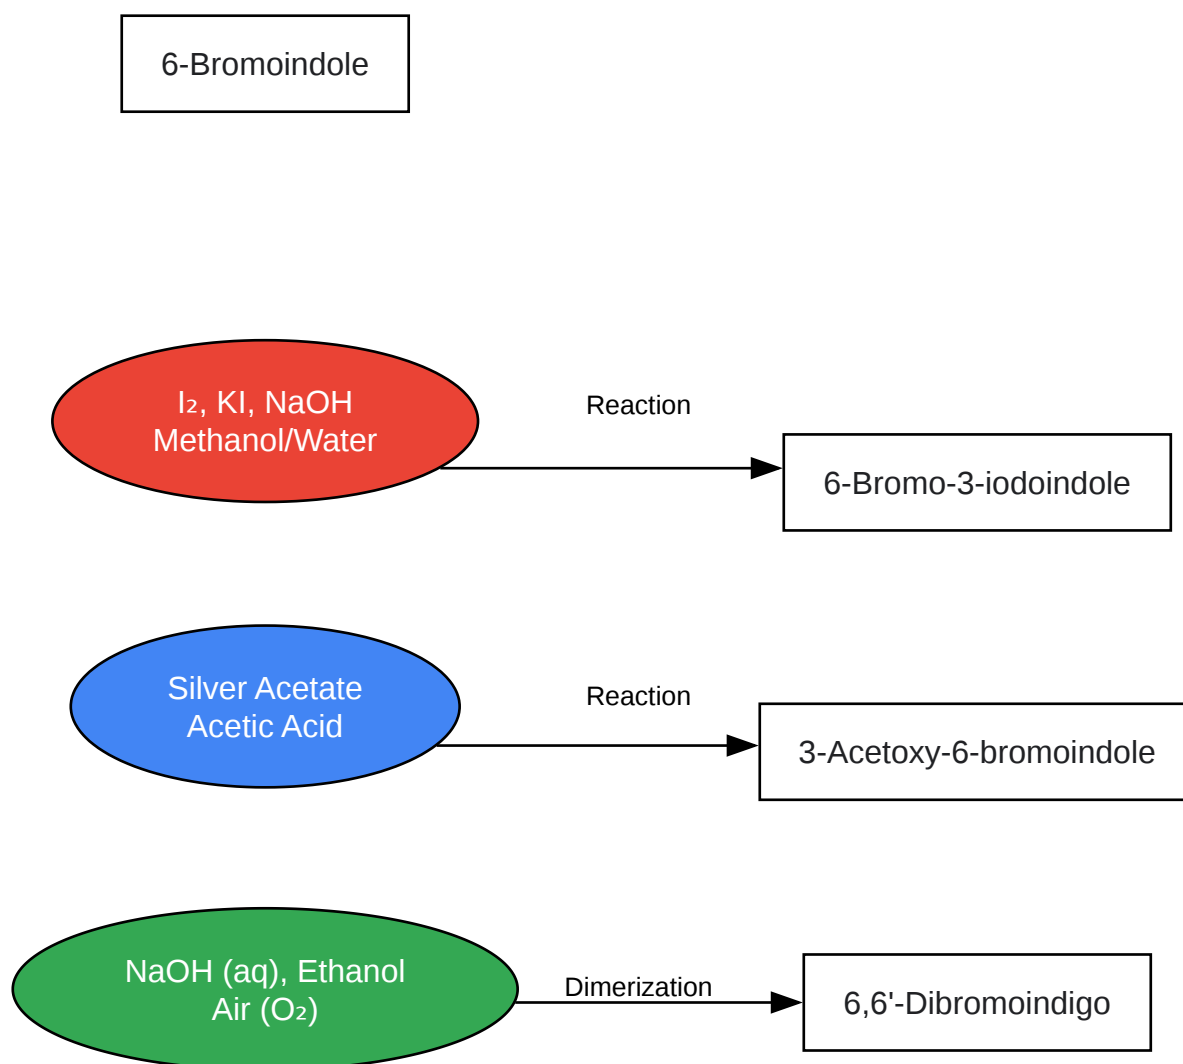 6-Bromoindole
I₂, KI, NaOH
Methanol/Water
Reaction
6-Bromo-3-iodoindole
Silver Acetate
Acetic Acid
Reaction
3-Acetoxy-6-bromoindole
NaOH (aq), Ethanol
Air (O₂)
Dimerization
6,6'-Dibromoindigo